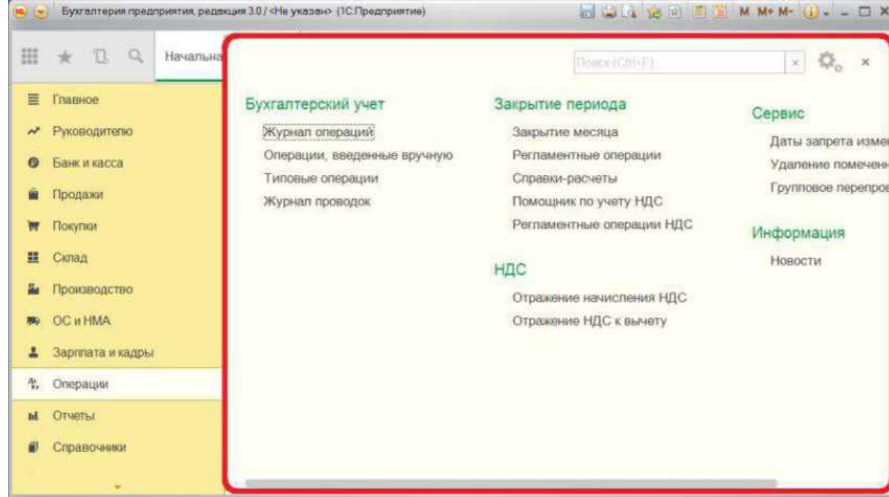 Бухгалтерия предприятия, редакция 3.0 / <Не указан> (1С:Предприятие)
M M+ M-
Начальна
Поиск (Ctrl+F)
Главное
Руководителю
Банк и касса
Продажи
Покупки
Склад
Производство
ОС и НМА
Зарплата и кадры
Операции
Отчеты
Справочники
Бухгалтерский учет
Журнал операций
Операции, введенные вручную
Типовые операции
Журнал проводок
Закрытие периода
Закрытие месяца
Регламентные операции
Справки-расчеты
Помощник по учету НДС
Регламентные операции НДС
НДС
Отражение начисления НДС
Отражение НДС к вычету
Сервис
Даты запрета изме
Удаление помечен
Групповое перепров
Информация
Новости